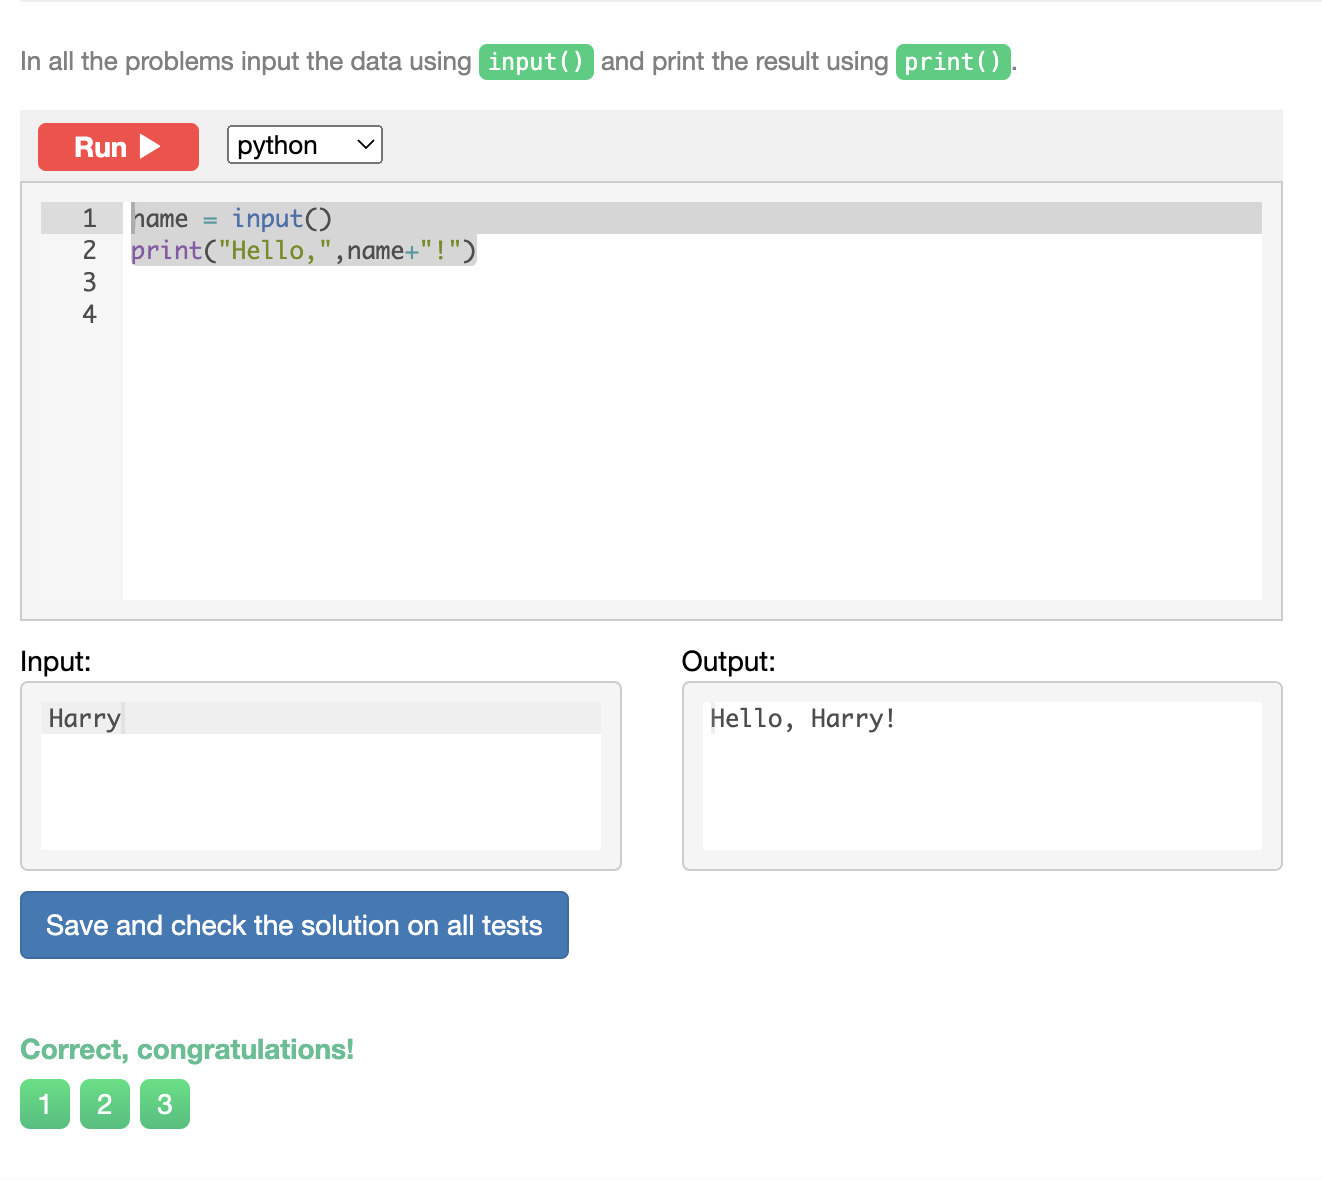 In all the problems input the data using input() and print the result using print().
Run
python
1 name = input()
2 print("Hello,",name+"!")
3
4
Input:
Output:
Harry
Hello, Harry!
Save and check the solution on all tests
Correct, congratulations!
1 2 3